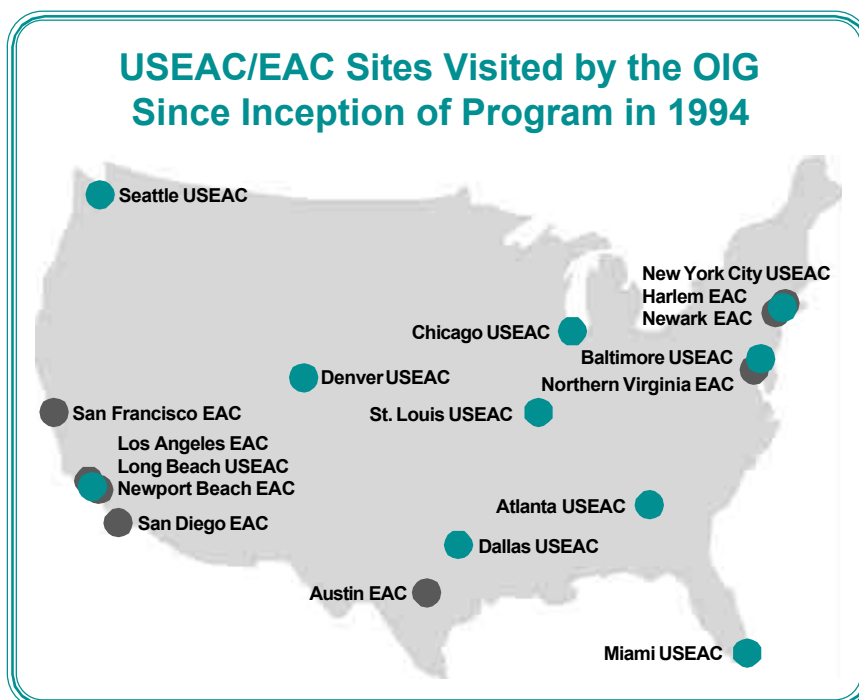 USEAC/EAC Sites Visited by the OIG
Since Inception of Program in 1994
Seattle USEAC
New York City USEAC
Harlem EAC
Newark EAC
Chicago USEAC
Baltimore USEAC
Denver USEAC
Northern Virginia EAC
San Francisco EAC
St. Louis USEAC
Los Angeles EAC
Long Beach USEAC
Newport Beach EAC
Atlanta USEAC
San Diego EAC
Dallas USEAC
Austin EAC
Miami USEAC